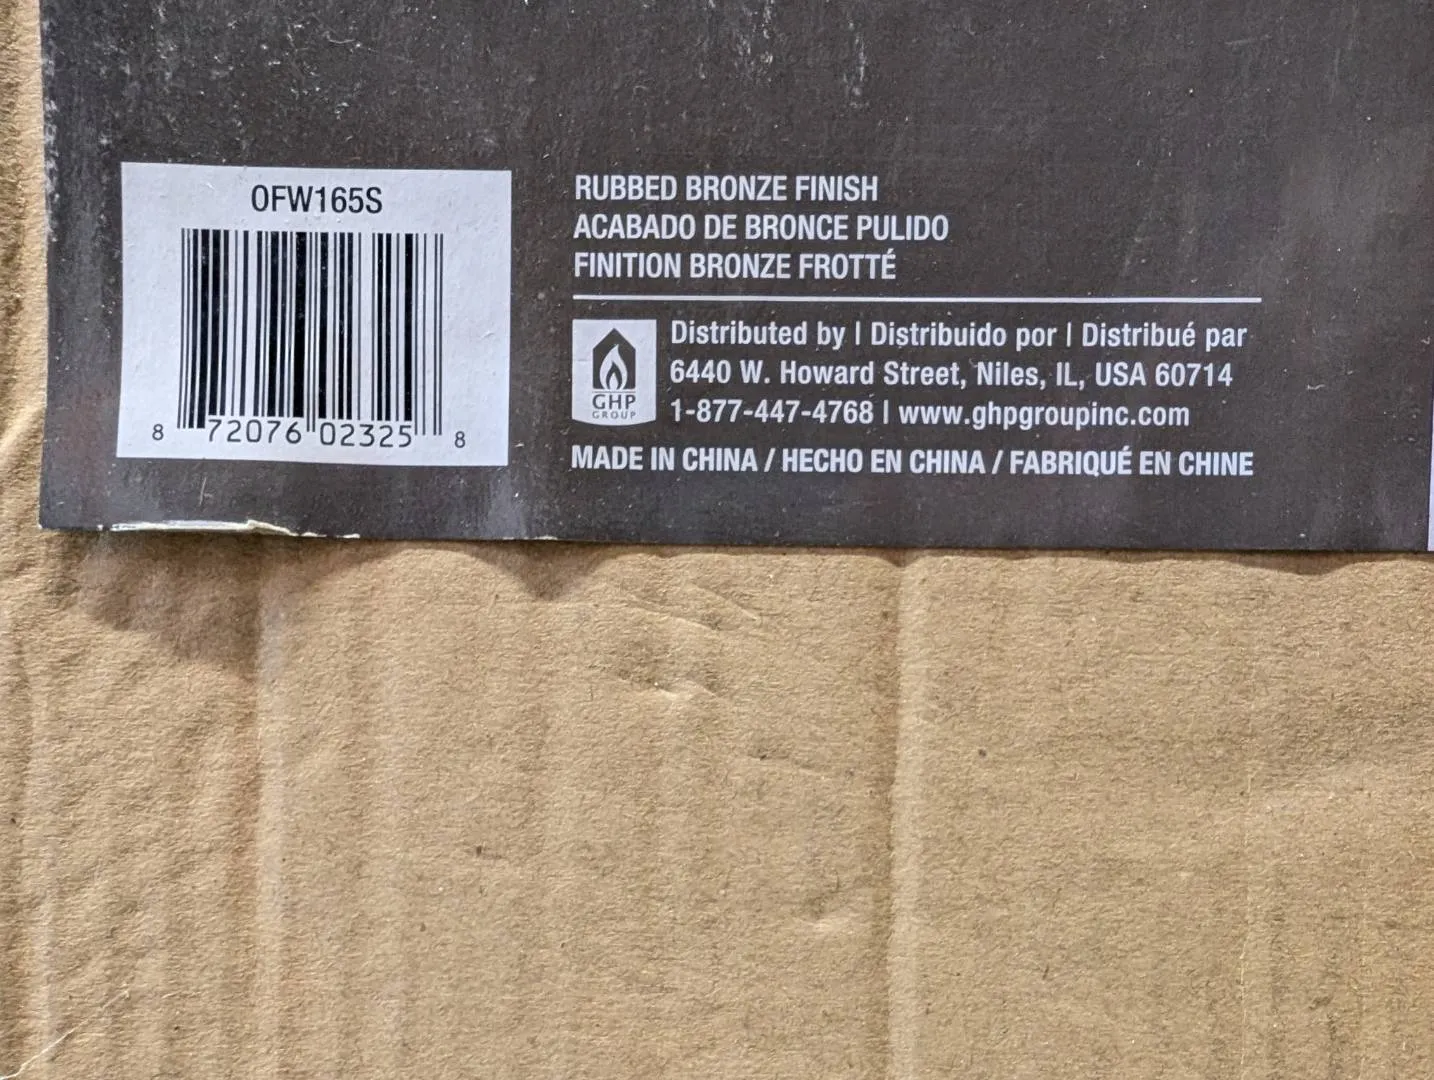 OFW165S
8 72076 02325 8
RUBBED BRONZE FINISH
ACABADO DE BRONCE PULIDO
FINITION BRONZE FROTTÉ
GHP
GROUP
Distributed by | Distribuido por | Distribué par
6440 W. Howard Street, Niles, IL, USA 60714
1-877-447-4768 | www.ghpgroupinc.com
MADE IN CHINA / HECHO EN CHINA / FABRIQUÉ EN CHINE